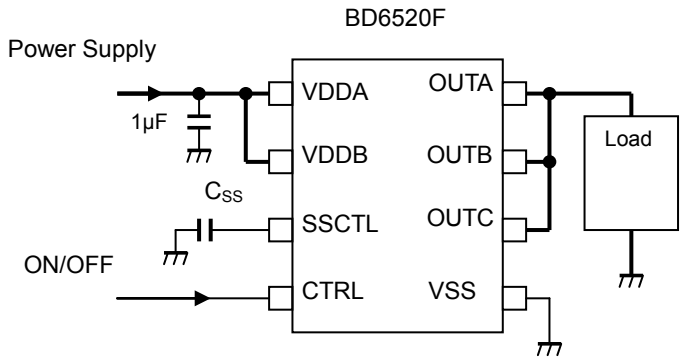 BD6520F
Power Supply
1µF
VDDA
OUTA
VDDB
OUTB
Load
CSS
SSCTL
OUTC
ON/OFF
CTRL
VSS